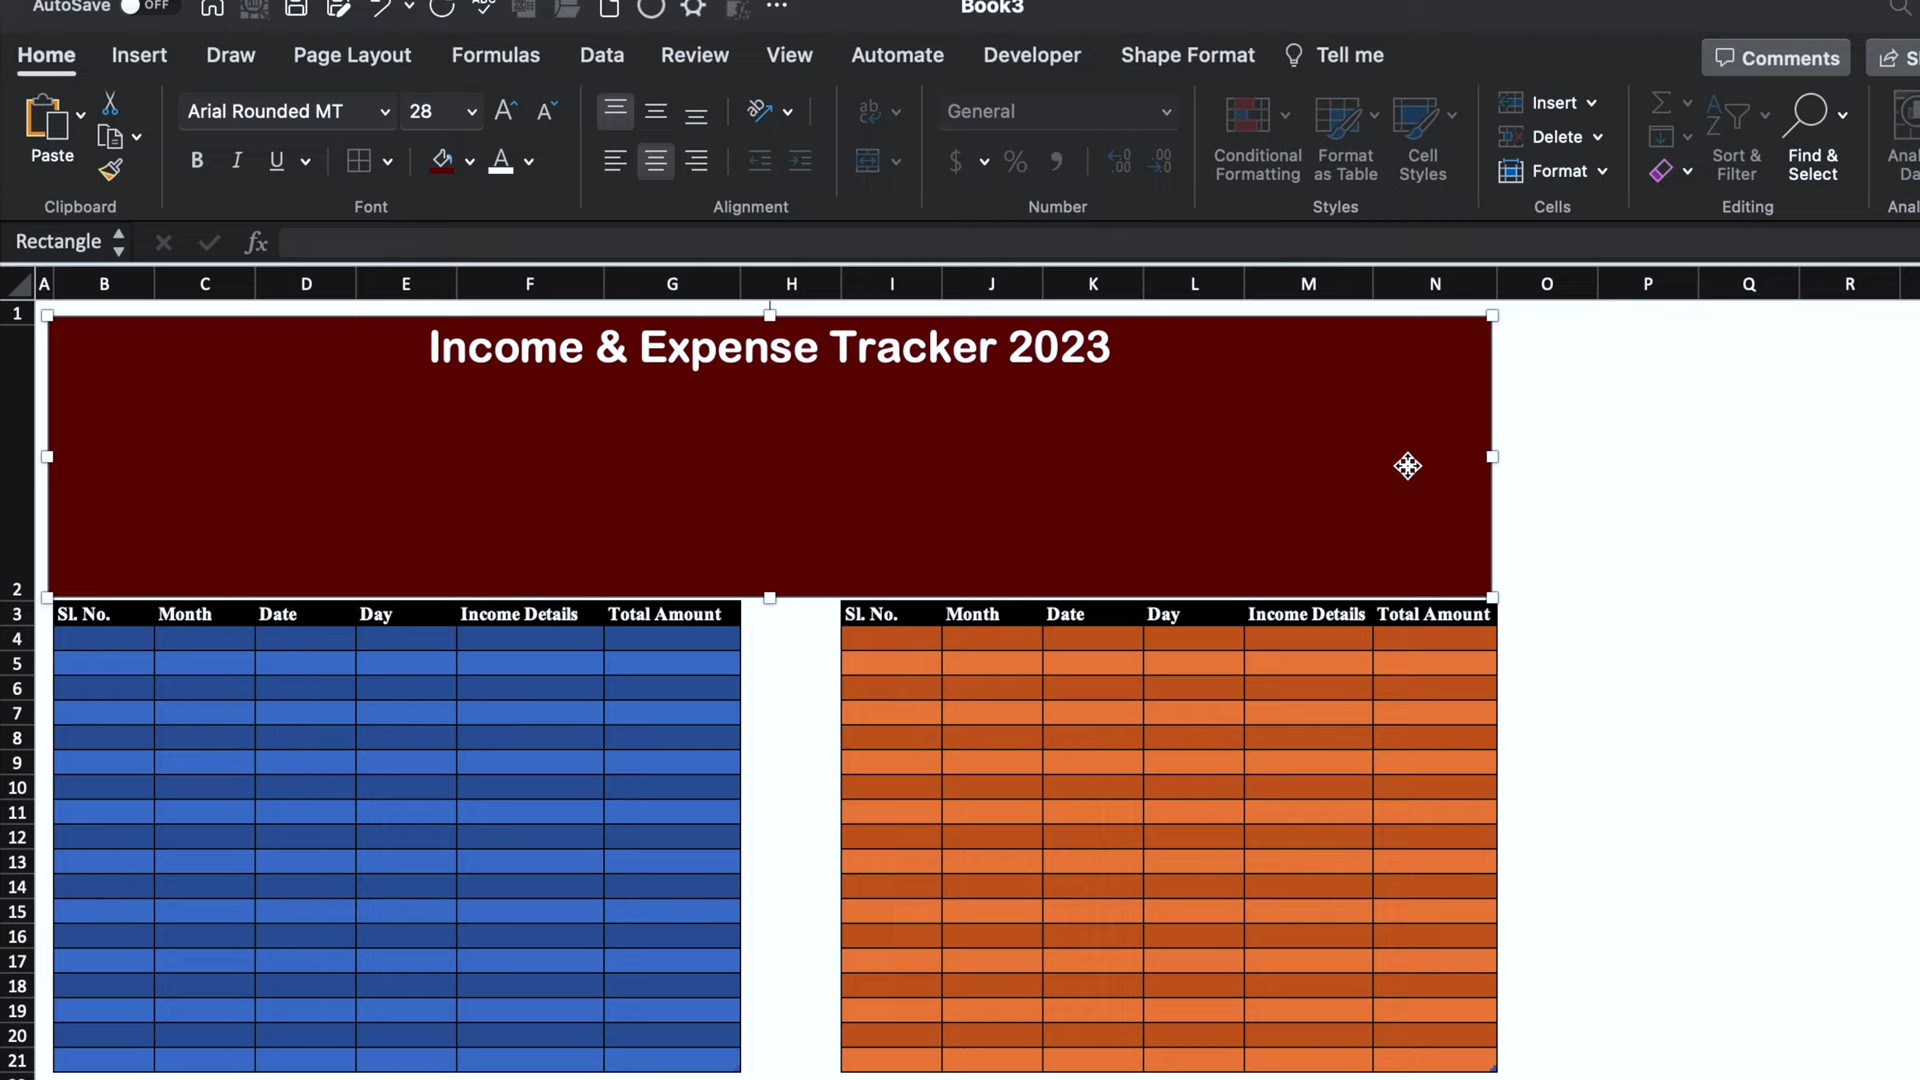 AutoSave OFF
Book3
Home Insert Draw Page Layout Formulas Data Review View Automate Developer Shape Format Tell me Comments
Arial Rounded MT 28 General Insert
Paste Conditional Formatting Format as Table Cell Styles Delete Sort & Filter Find & Select
B I U $ % Format
Clipboard Font Alignment Number Styles Cells Editing
Rectangle fx
A B C D E F G H I J K L M N O P Q R
1
Income & Expense Tracker 2023
2
3 Sl. No. Month Date Day Income Details Total Amount Sl. No. Month Date Day Income Details Total Amount
4
5
6
7
8
9
10
11
12
13
14
15
16
17
18
19
20
21